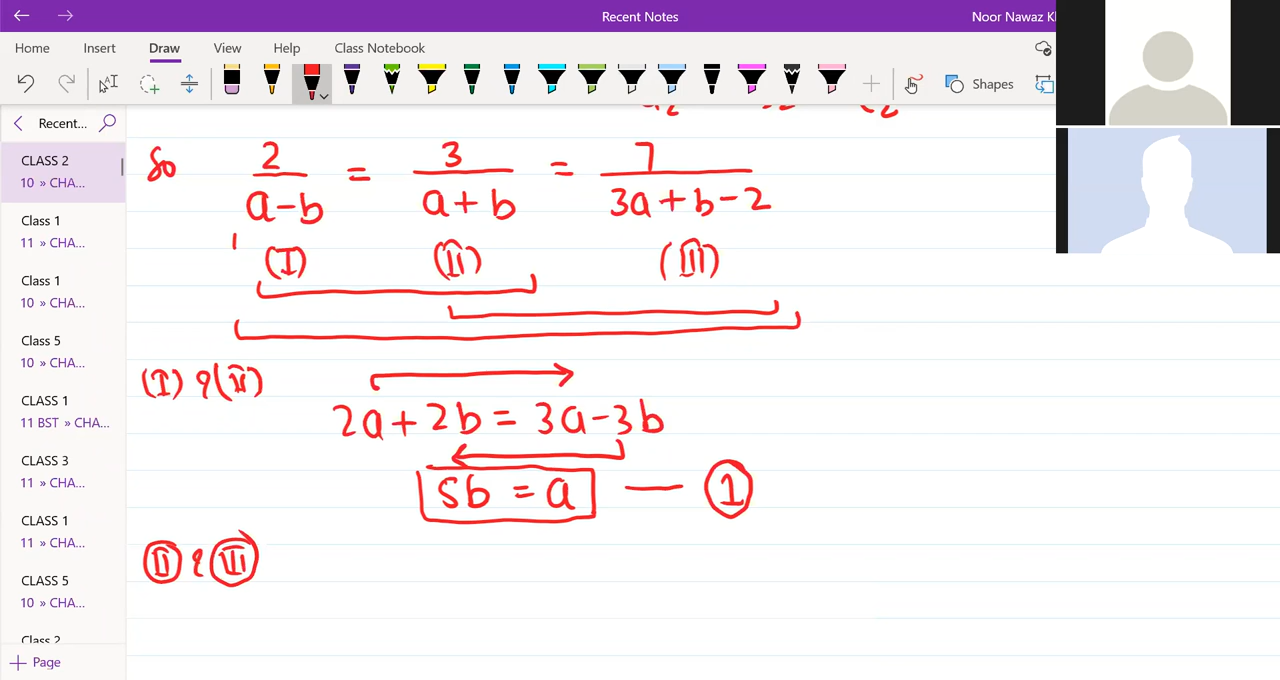 Recent Notes
Noor Nawaz Kh
Home Insert Draw View Help Class Notebook
Shapes
Recent...
CLASS 2
10 » CHA...
Class 1
11 » CHA...
Class 1
10 » CHA...
Class 5
10 » CHA...
CLASS 1
11 BST » CHA...
CLASS 3
11 » CHA...
CLASS 1
11 » CHA...
CLASS 5
10 » CHA...
Class 2
Page
So 2/(a-b) = 3/(a+b) = 7/(3a+b-2)
(I) (II) (III)
(I) & (II)
2a+2b = 3a-3b
5b = a — (1)
(II) & (III)